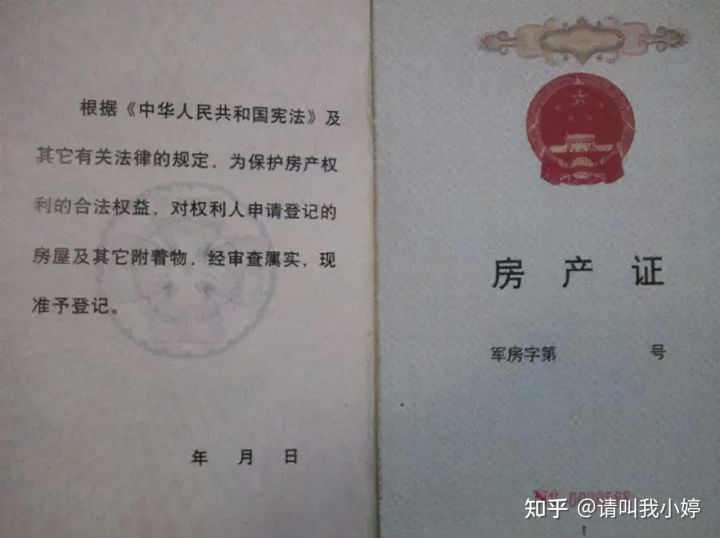 根据《中华人民共和国宪法》及
其它有关法律的规定，为保护房产权
利的合法权益，对权利人申请登记的
房屋及其它附着物，经审查属实，现
准予登记。
年 月 日
房产证
军房字第 号
知乎 @请叫我小婷